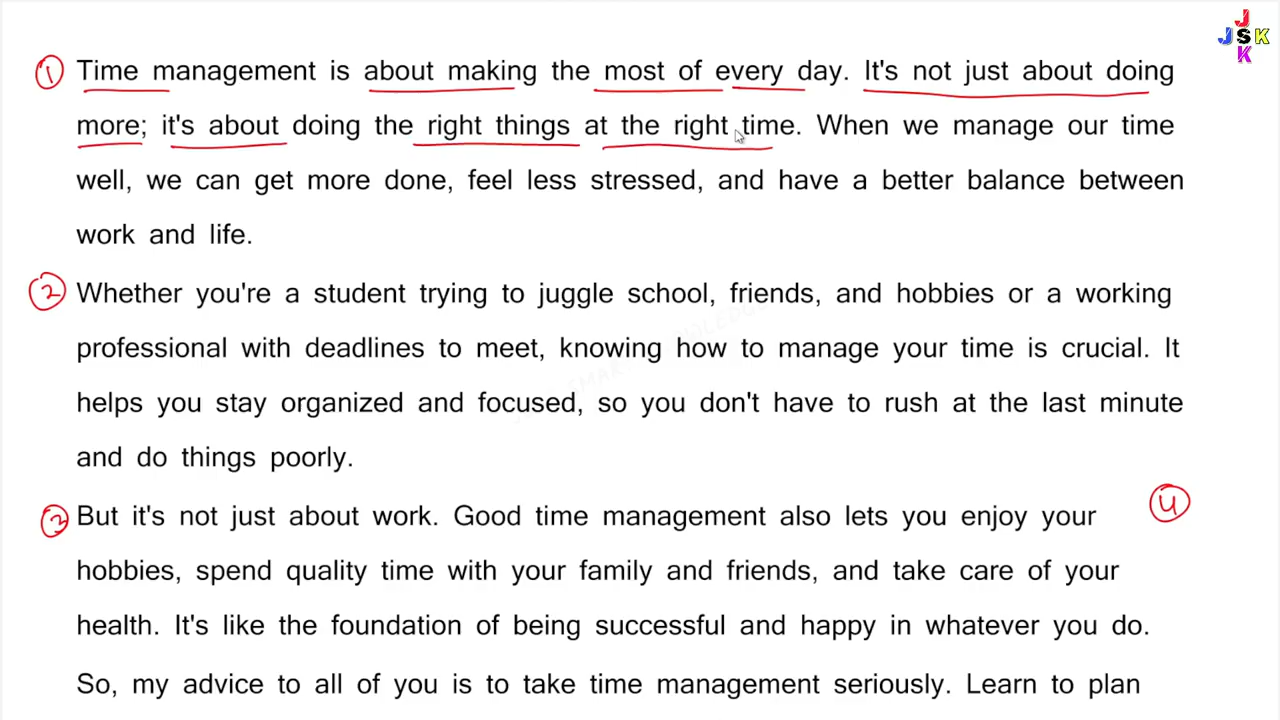 J
J S K
K
① Time management is about making the most of every day. It's not just about doing
more; it's about doing the right things at the right time. When we manage our time
well, we can get more done, feel less stressed, and have a better balance between
work and life.
② Whether you're a student trying to juggle school, friends, and hobbies or a working
professional with deadlines to meet, knowing how to manage your time is crucial. It
helps you stay organized and focused, so you don't have to rush at the last minute
and do things poorly.
③ But it's not just about work. Good time management also lets you enjoy your
④
hobbies, spend quality time with your family and friends, and take care of your
health. It's like the foundation of being successful and happy in whatever you do.
So, my advice to all of you is to take time management seriously. Learn to plan